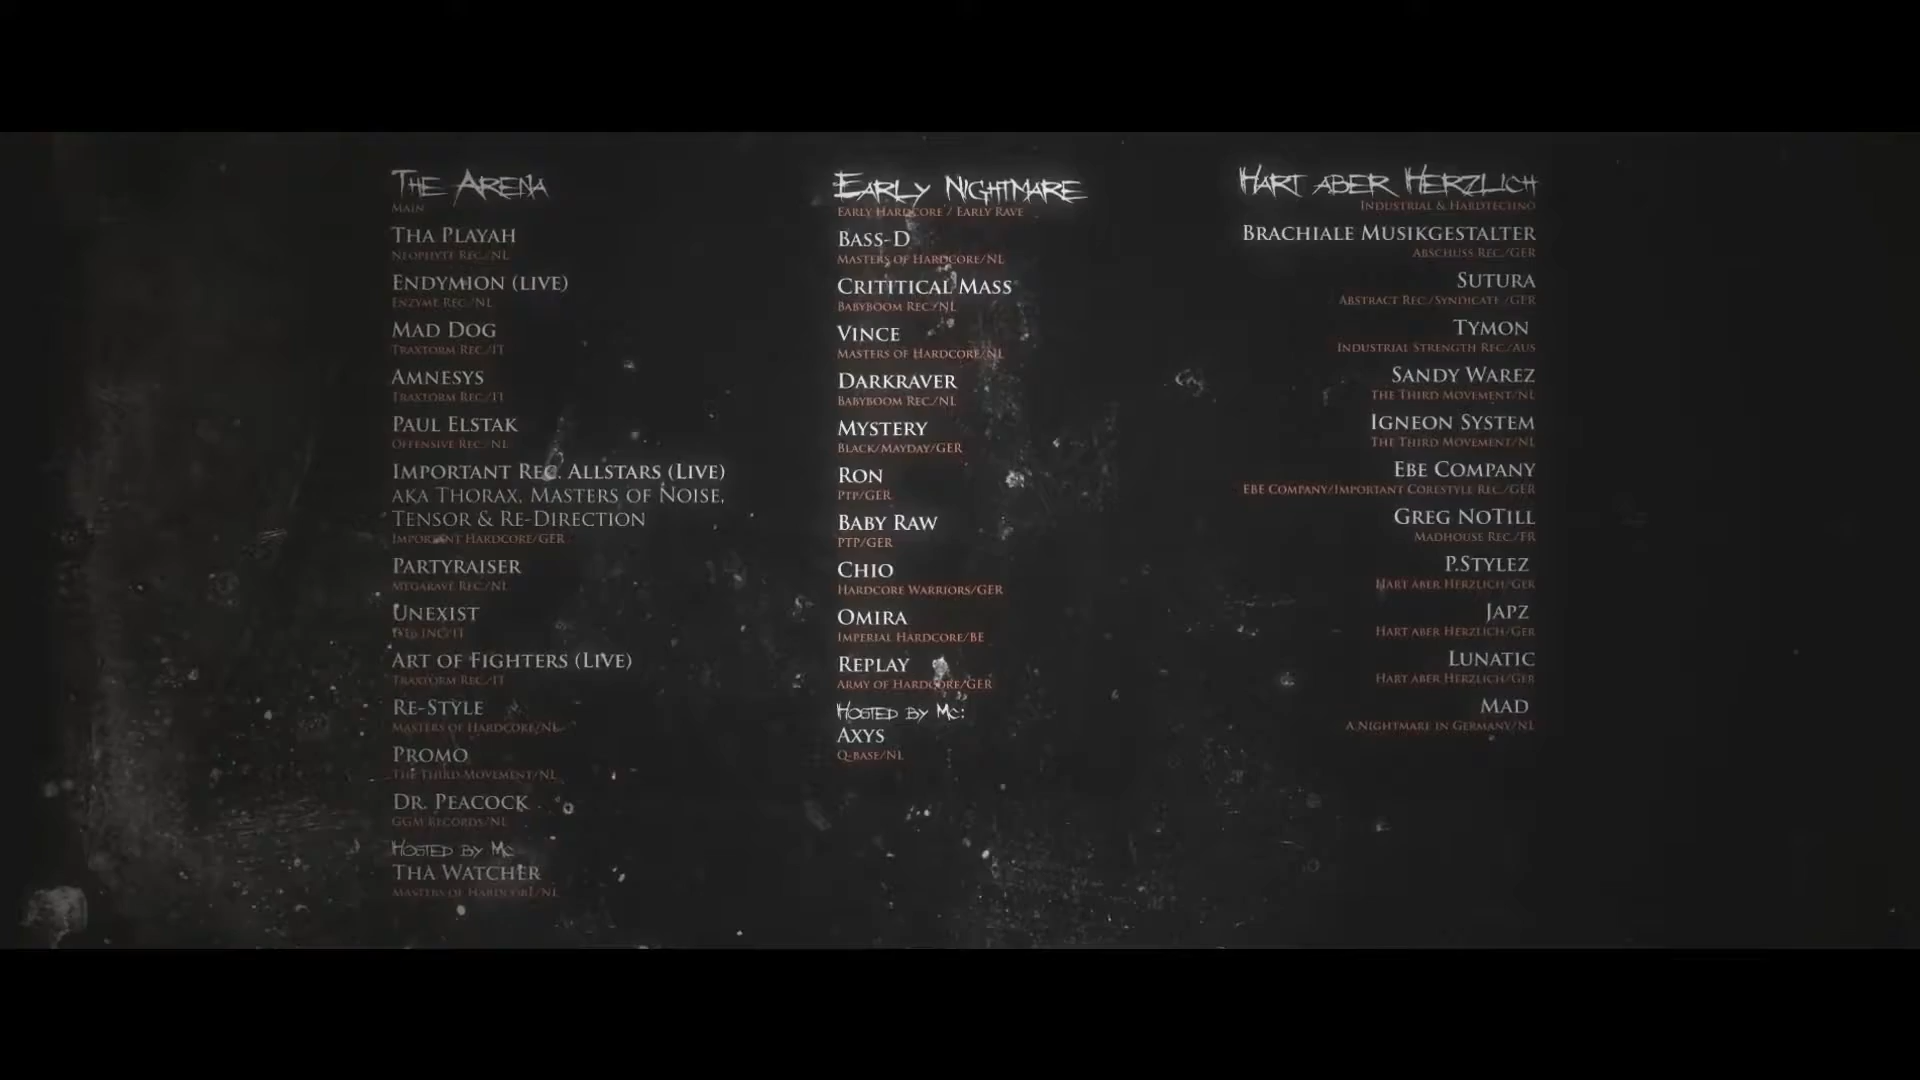 The Arena
Main
Tha Playah
Neophyte Rec./NL
Endymion (Live)
Enzyme Rec./NL
Mad Dog
Traxtorm Rec./IT
Amnesys
Traxtorm Rec./IT
Paul Elstak
Offensive Rec./NL
Important Rec. Allstars (Live)
aka Thorax, Masters of Noise,
Tensor & Re-Direction
Important Hardcore/GER
Partyraiser
Megarave Rec./NL
Unexist
Art of Fighters (Live)
Traxtorm Rec./IT
Re-Style
Masters of Hardcore/NL
Promo
The Third Movement/NL
Dr. Peacock
GGM Records/NL
Hosted by Mc
Tha Watcher
Masters of Hardcore/NL
Early Nightmare
Early Hardcore / Early Rave
Bass-D
Masters of Hardcore/NL
Crititical Mass
Babyboom Rec./NL
Vince
Masters of Hardcore/NL
Darkraver
Babyboom Rec./NL
Mystery
Black/Mayday/GER
Ron
PTP/GER
Baby Raw
PTP/GER
Chio
Hardcore Warriors/GER
Omira
Imperial Hardcore/BE
Replay
Army of Hardcore/GER
Hosted by Mc:
Axys
Q-Base/NL
Hart aber Herzlich
Industrial & Hardtechno
Brachiale Musikgestalter
Abschuss Rec./GER
Sutura
Abstract Rec./Syndicate /GER
Tymon
Industrial Strength Rec./AUS
Sandy Warez
The Third Movement/NL
Igneon System
The Third Movement/NL
Ebe Company
Ebe Company/Important Corestyle Rec./GER
Greg NoTill
Madhouse Rec./FR
P.Stylez
Hart aber Herzlich/Ger
Japz
Hart aber Herzlich/Ger
Lunatic
Hart aber Herzlich/Ger
Mad
A Nightmare in Germany/NL